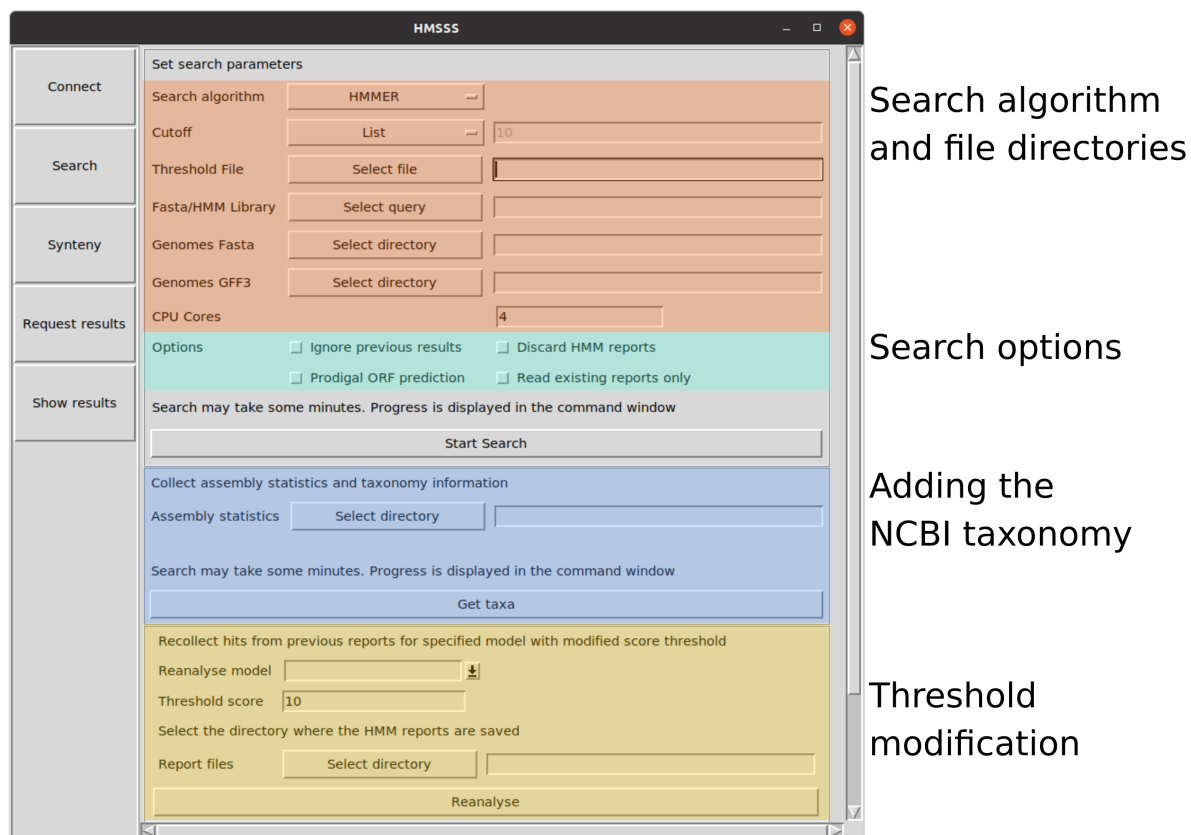 HMSSS
Connect
Search
Synteny
Request results
Show results
Set search parameters
Search algorithm HMMER
Cutoff List 10
Threshold File Select file
Fasta/HMM Library Select query
Genomes Fasta Select directory
Genomes GFF3 Select directory
CPU Cores 4
Options Ignore previous results Discard HMM reports
Prodigal ORF prediction Read existing reports only
Search may take some minutes. Progress is displayed in the command window
Start Search
Collect assembly statistics and taxonomy information
Assembly statistics Select directory
Search may take some minutes. Progress is displayed in the command window
Get taxa
Recollect hits from previous reports for specified model with modified score threshold
Reanalyse model
Threshold score 10
Select the directory where the HMM reports are saved
Report files Select directory
Reanalyse
Search algorithm
and file directories
Search options
Adding the
NCBI taxonomy
Threshold
modification